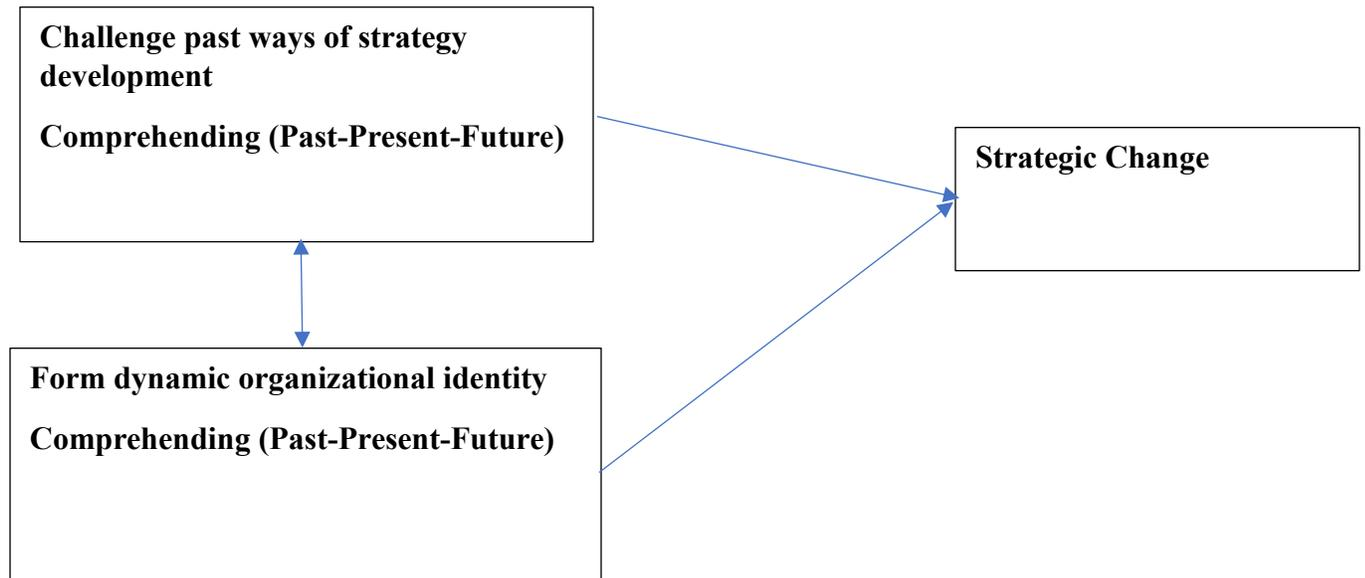 Challenge past ways of strategy
development
Comprehending (Past-Present-Future)
Strategic Change
Form dynamic organizational identity
Comprehending (Past-Present-Future)